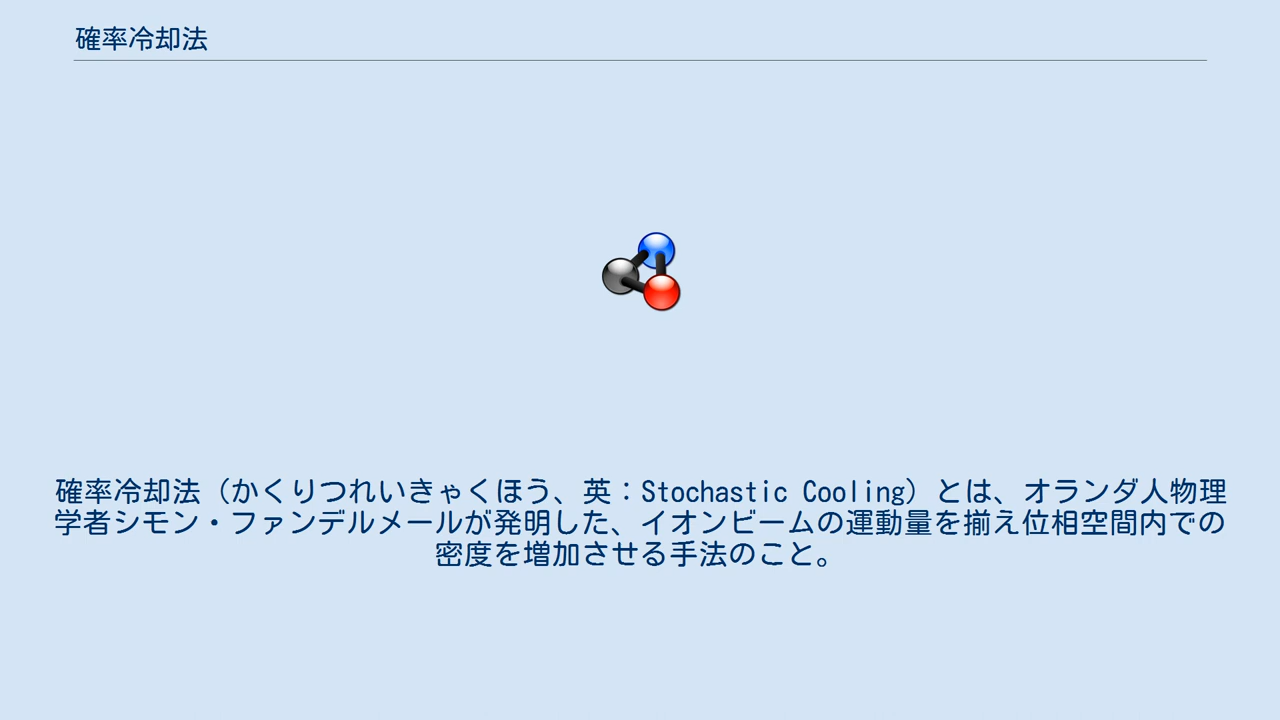 確率冷却法
確率冷却法（かくりつれいきゃくほう、英：Stochastic Cooling）とは、オランダ人物理
学者シモン・ファンデルメールが発明した、イオンビームの運動量を揃え位相空間内での
密度を増加させる手法のこと。